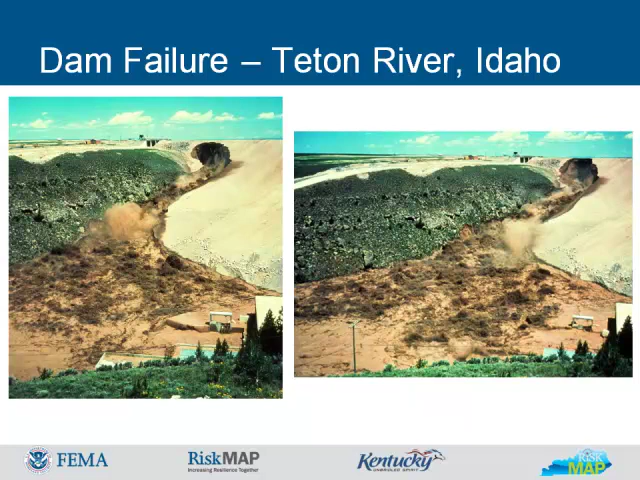 Dam Failure – Teton River, Idaho
FEMA
RiskMAP
Increasing Resilience Together
Kentucky
UNBRIDLED SPIRIT
RISK
MAP